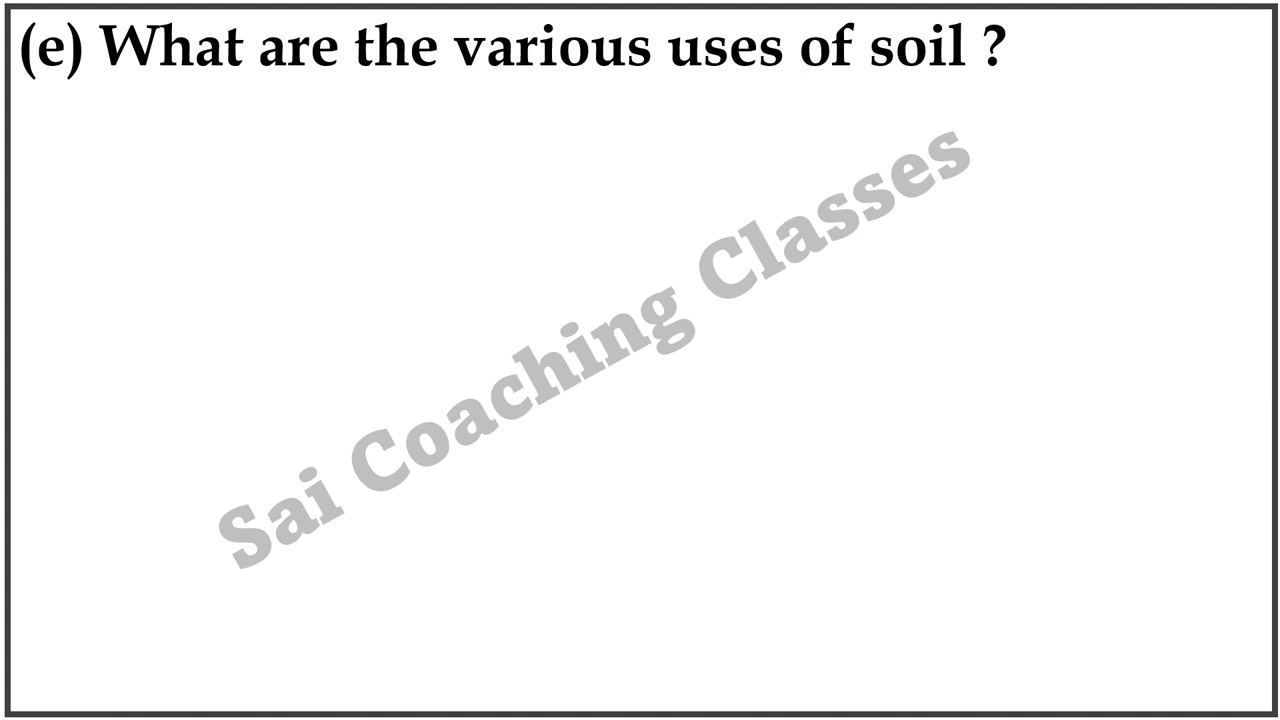 (e) What are the various uses of soil ?
Sai Coaching Classes